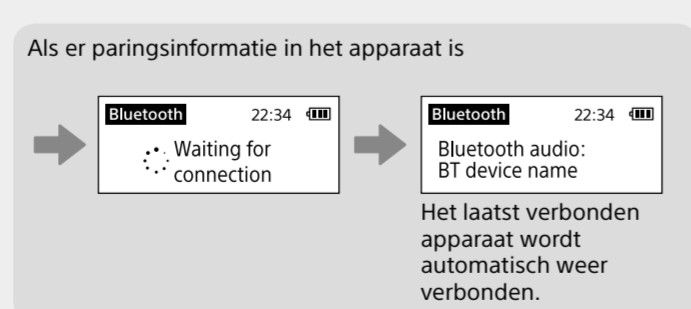 Als er paringsinformatie in het apparaat is
Bluetooth 22:34
Waiting for
connection
Bluetooth 22:34
Bluetooth audio:
BT device name
Het laatst verbonden
apparaat wordt
automatisch weer
verbonden.